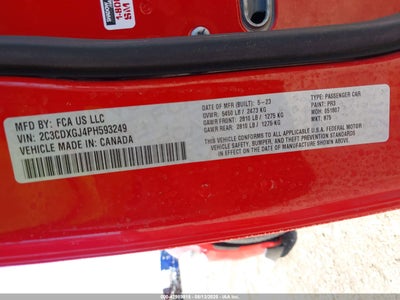 MFD BY: FCA US LLC
VIN: 2C3CDXGJ4PH593249
VEHICLE MADE IN: CANADA
DATE OF MFR (BUILT): 5-23
GVWR: 5450 LB / 2473 KG
GAWR FRONT: 2810 LB / 1275 KG
GAWR REAR: 2810 LB / 1275 KG
TYPE: PASSENGER CAR
PAINT: PR3
MDH: 051907
MKT: 875
THIS VEHICLE CONFORMS TO ALL APPLICABLE U.S.A. FEDERAL MOTOR
VEHICLE SAFETY, BUMPER, AND THEFT PREVENTION STANDARDS IN
EFFECT ON THE DATE OF MANUFACTURE SHOWN ABOVE.